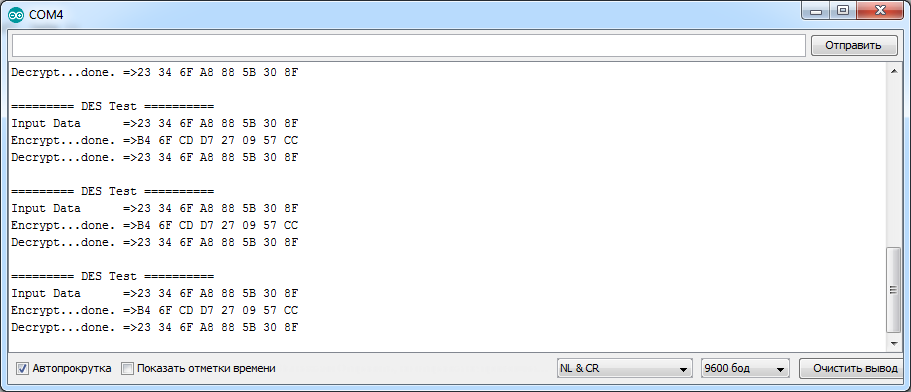 COM4
Отправить
Decrypt...done. =>23 34 6F A8 88 5B 30 8F
========= DES Test ==========
Input Data      =>23 34 6F A8 88 5B 30 8F
Encrypt...done. =>B4 6F CD D7 27 09 57 CC
Decrypt...done. =>23 34 6F A8 88 5B 30 8F
========= DES Test ==========
Input Data      =>23 34 6F A8 88 5B 30 8F
Encrypt...done. =>B4 6F CD D7 27 09 57 CC
Decrypt...done. =>23 34 6F A8 88 5B 30 8F
========= DES Test ==========
Input Data      =>23 34 6F A8 88 5B 30 8F
Encrypt...done. =>B4 6F CD D7 27 09 57 CC
Decrypt...done. =>23 34 6F A8 88 5B 30 8F
Автопрокрутка Показать отметки времени NL & CR 9600 бод Очистить вывод